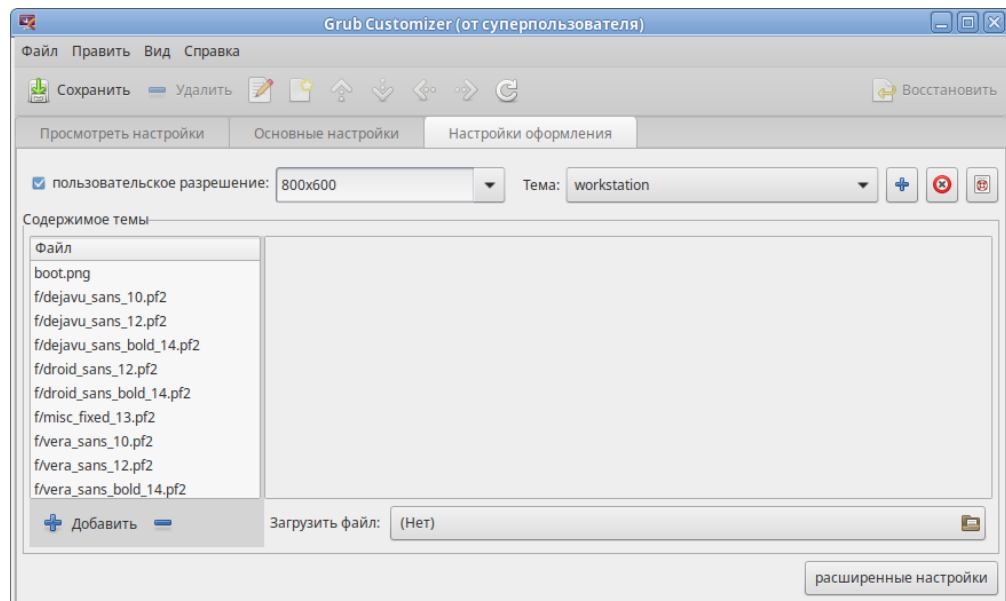 Grub Customizer (от суперпользователя)
Файл Править Вид Справка
Сохранить Удалить Восстановить
Просмотреть настройки Основные настройки Настройки оформления
пользовательское разрешение: 800x600 Тема: workstation
Содержимое темы
Файл
boot.png
f/dejavu_sans_10.pf2
f/dejavu_sans_12.pf2
f/dejavu_sans_bold_14.pf2
f/droid_sans_12.pf2
f/droid_sans_bold_14.pf2
f/misc_fixed_13.pf2
f/vera_sans_10.pf2
f/vera_sans_12.pf2
f/vera_sans_bold_14.pf2
Добавить Загрузить файл: (Нет)
расширенные настройки